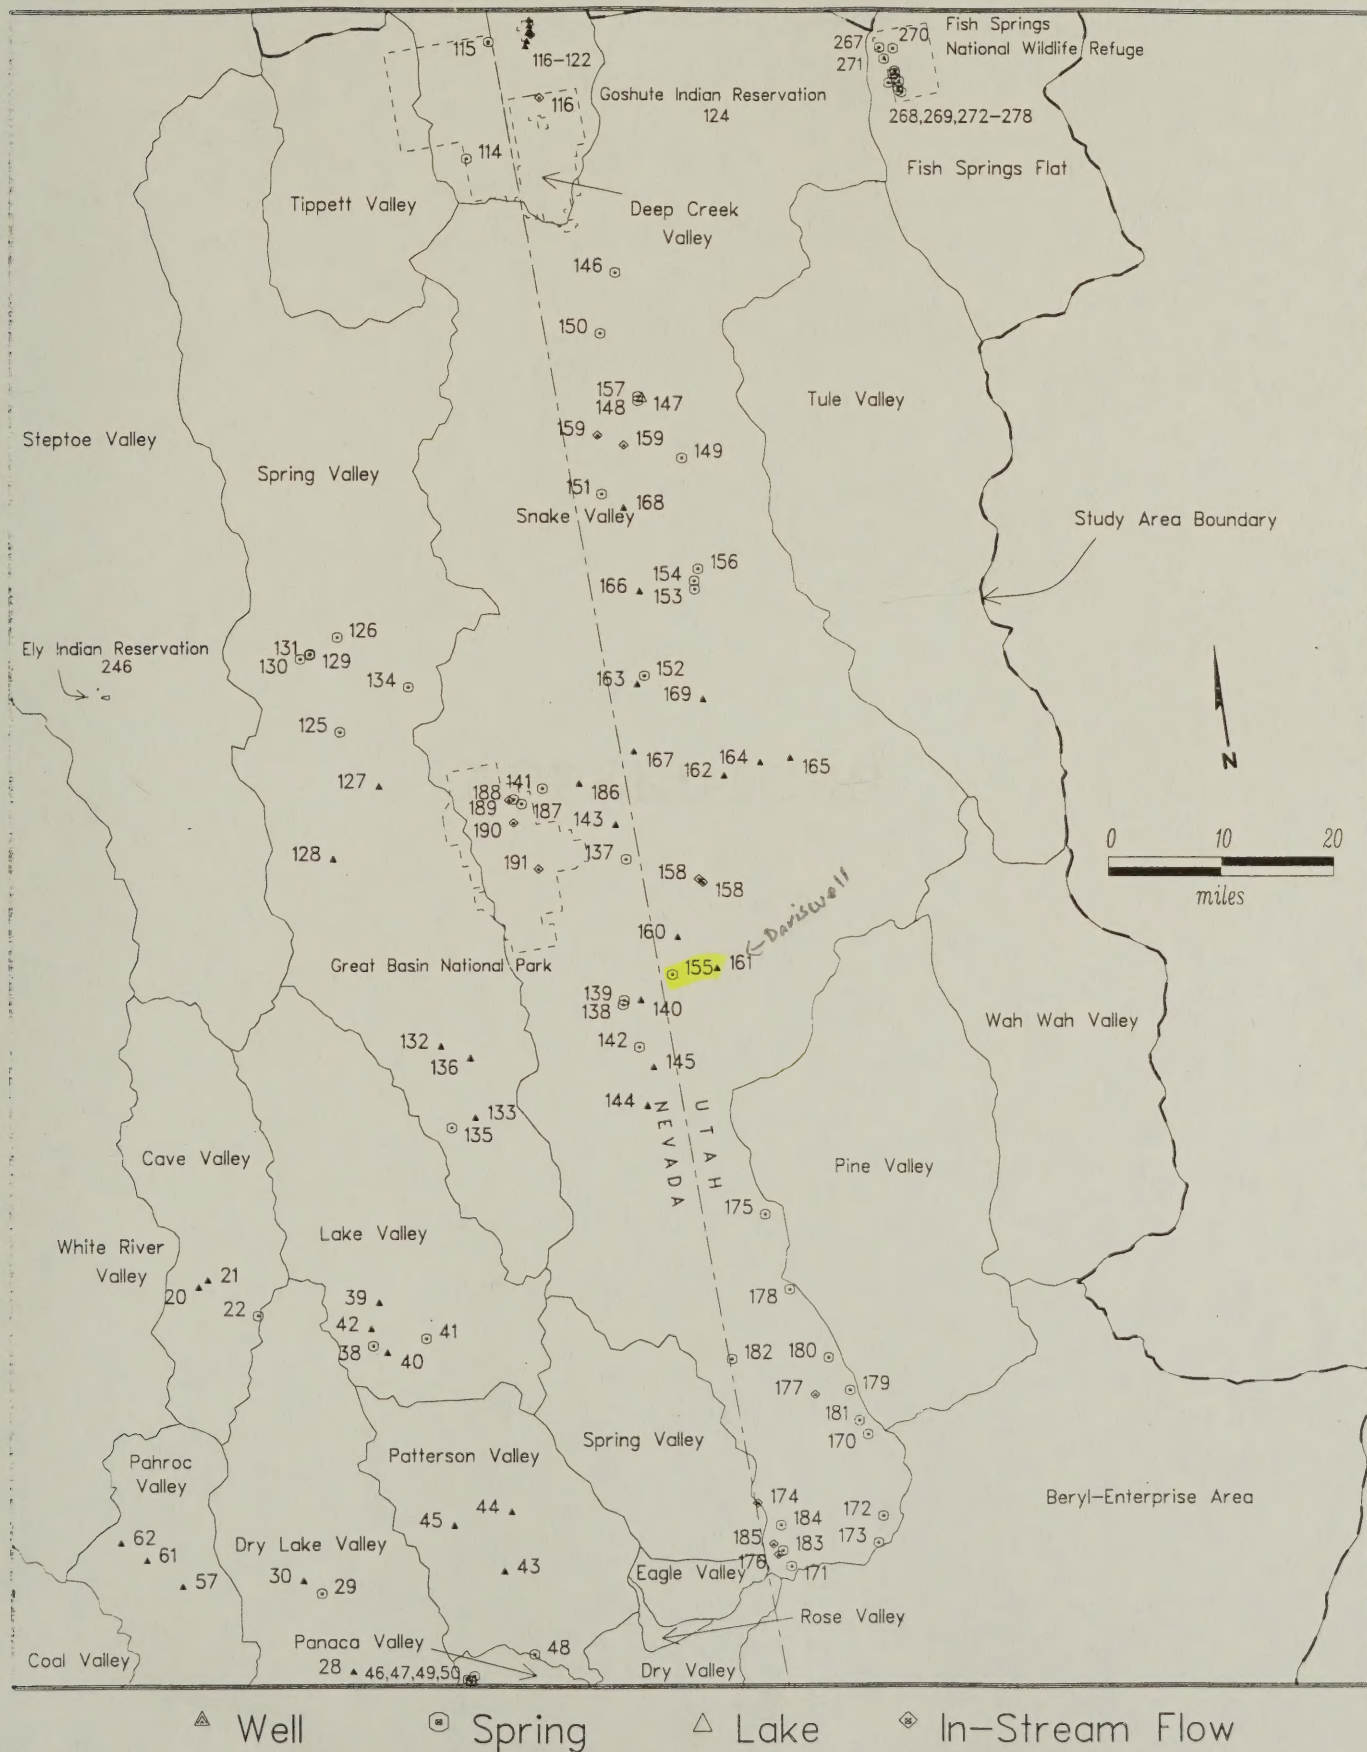 Fish Springs
267
270
National Wildlife Refuge
115
271
116-122
Goshute Indian Reservation
116
124
268,269,272-278
114
Fish Springs Flat
Tippett Valley
Deep Creek
Valley
146
150
157
147
148
Tule Valley
159
159
149
Steptoe Valley
Spring Valley
151
168
Snake Valley
Study Area Boundary
156
154
166
153
126
131
Ely Indian Reservation
130
129
246
152
134
163
169
125
167
164
165
162
127
141
186
188
189
187
190
143
N
0
10
20
miles
137
128
191
158
158
←Daviswell
160
Great Basin National Park
155
161
139
138
140
Wah Wah Valley
132
142
136
145
144
133
135
UTAH
NEVADA
Cave Valley
Pine Valley
175
Lake Valley
White River
Valley
21
20
178
39
22
42
41
38
40
182
180
179
177
181
170
Spring Valley
Patterson Valley
Pahroc
Valley
174
Beryl-Enterprise Area
44
172
45
184
62
Dry Lake Valley
185
183
173
61
176
43
Eagle Valley
171
57
30
29
Rose Valley
Panaca Valley
48
Coal Valley
28
46,47,49,50
Dry Valley
Well
Spring
Lake
In-Stream Flow